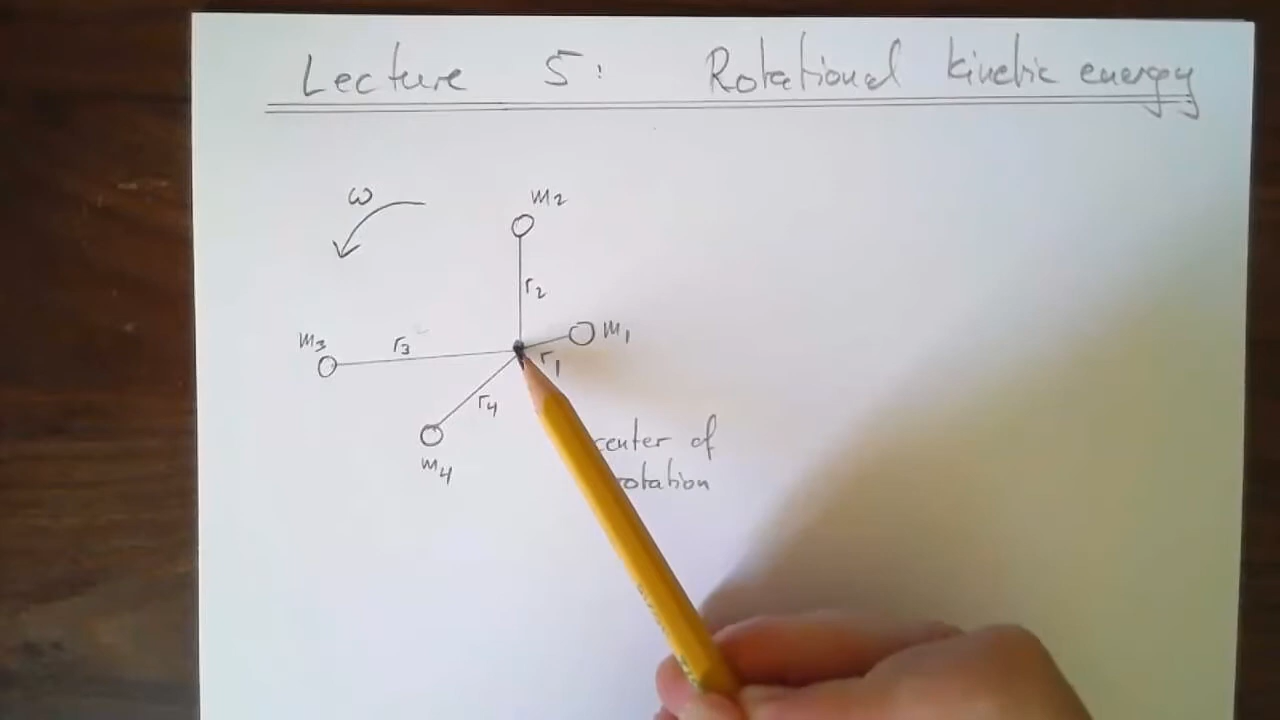 Lecture 5: Rotational kinetic energy
ω
m2
r2
m3
r3
m1
r1
r4
m4
center of
rotation